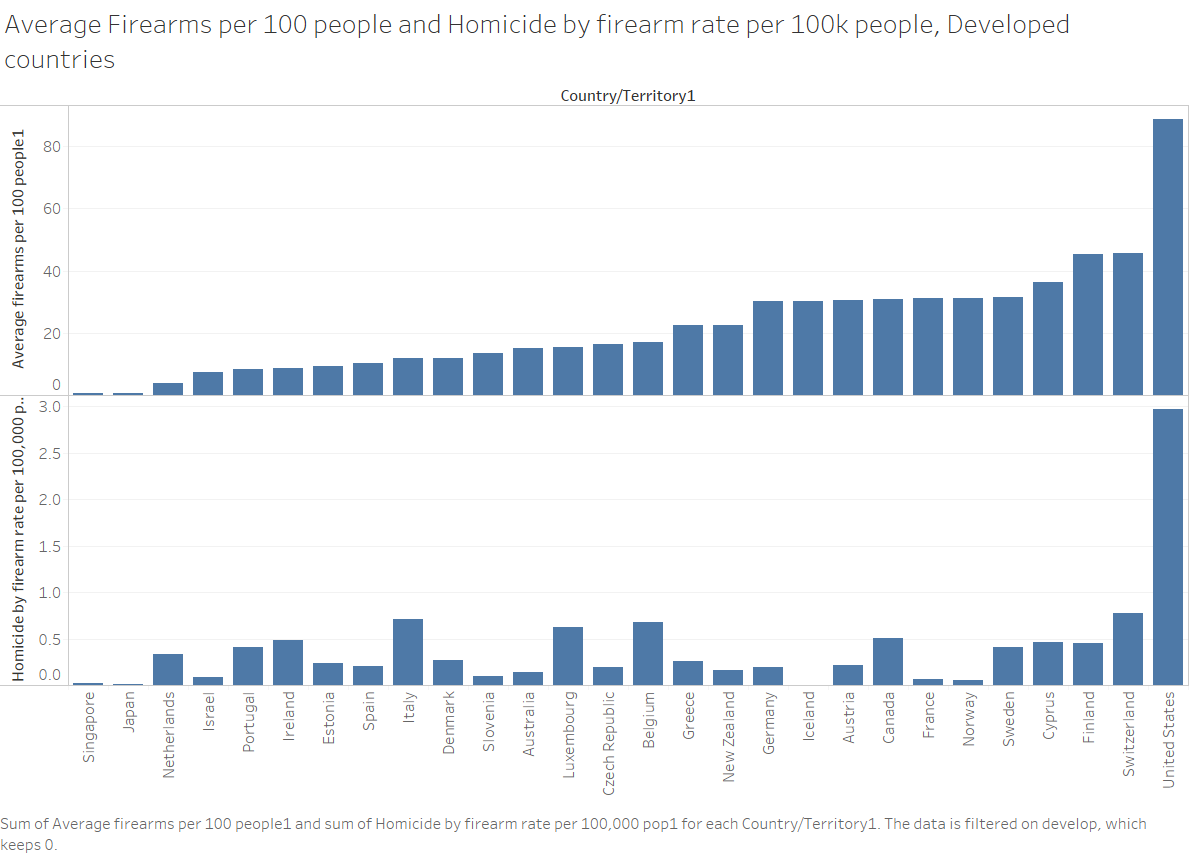 Average Firearms per 100 people and Homicide by firearm rate per 100k people, Developed
countries
Country/Territory1
Average firearms per 100 people1
80
60
40
20
0
Homicide by firearm rate per 100,000 p..
3.0
2.5
2.0
1.5
1.0
0.5
0.0
Singapore
Japan
Netherlands
Israel
Portugal
Ireland
Estonia
Spain
Italy
Denmark
Slovenia
Australia
Luxembourg
Czech Republic
Belgium
Greece
New Zealand
Germany
Iceland
Austria
Canada
France
Norway
Sweden
Cyprus
Finland
Switzerland
United States
Sum of Average firearms per 100 people1 and sum of Homicide by firearm rate per 100,000 pop1 for each Country/Territory1. The data is filtered on develop, which
keeps 0.